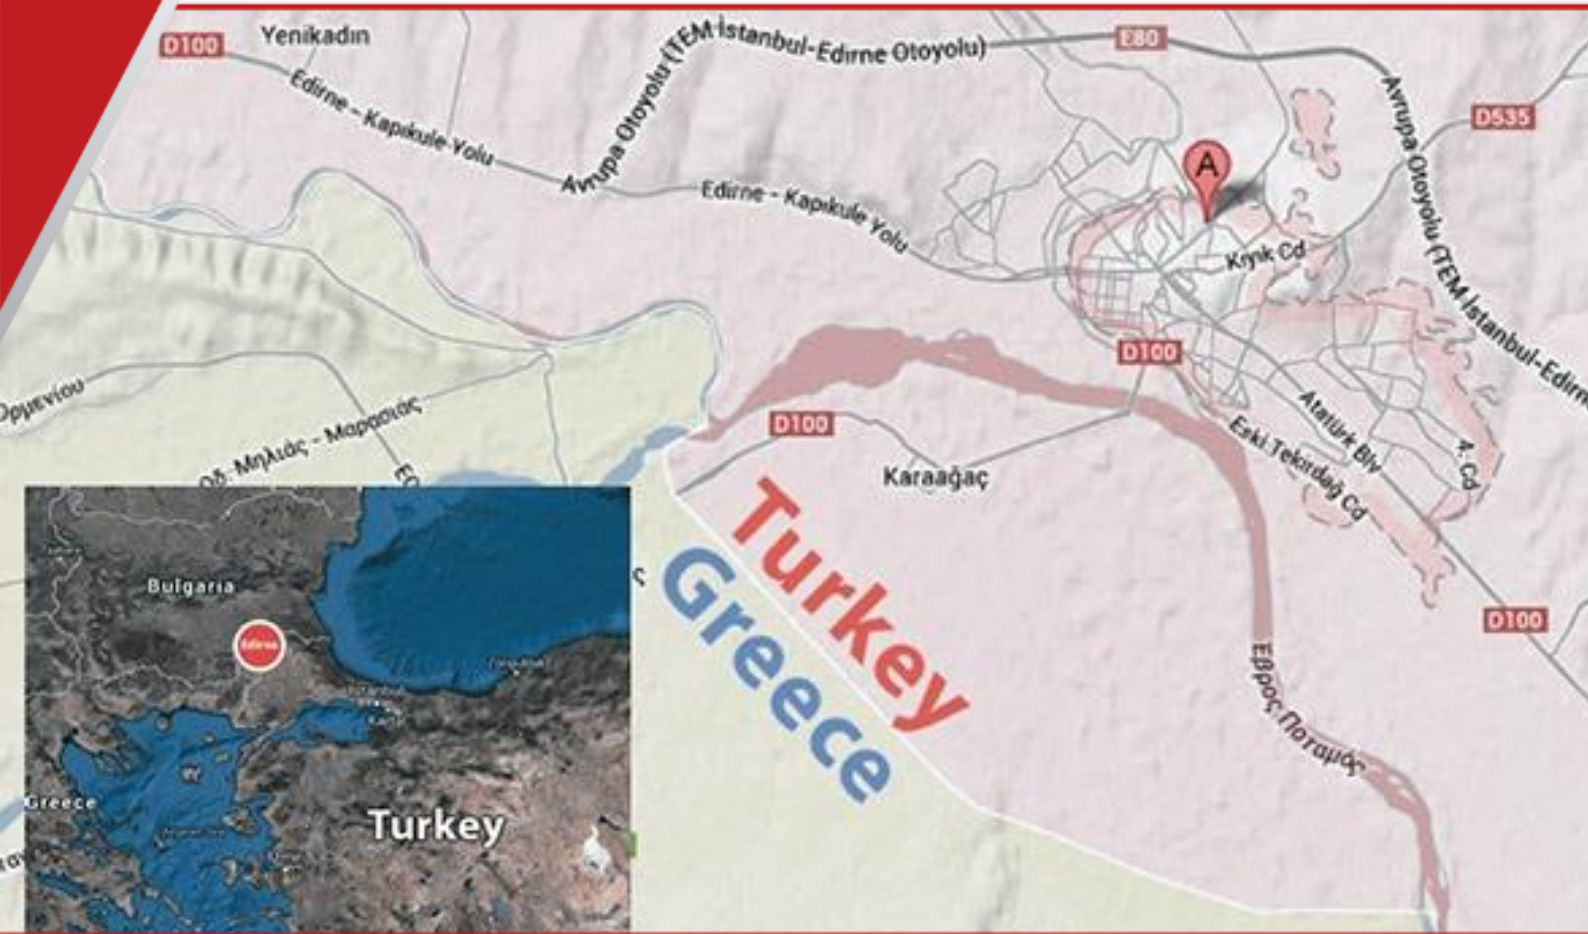 D100
Yenikadın
Avrupa Otoyolu (TEM İstanbul-Edirne Otoyolu)
E80
Edirne - Kapıkule Yolu
D535
Avrupa Otoyolu (TEM İstanbul-Edirn
A
Edirne - Kapıkule Yolu
Kıyık Cd
D100
Ορμενίου
Οδ. Μηλιάς - Μαρασιάς
D100
Atatürk Blv
Eski Tekirdağ Cd
4. Cd
Karaağaç
Turkey
Greece
ς
Bulgaria
Edirne
D100
Έβρος Ποταμός
Istanbul
Greece
Turkey